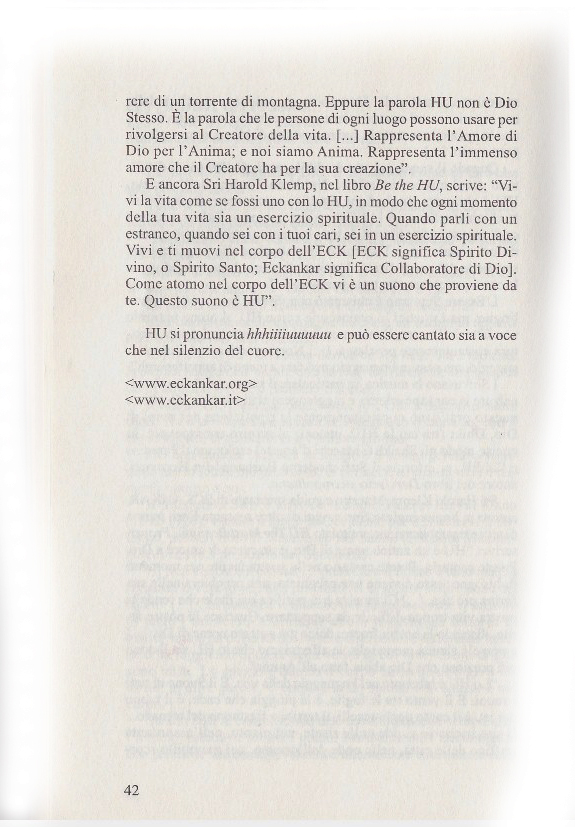 rere di un torrente di montagna. Eppure la parola HU non è Dio
Stesso. È la parola che le persone di ogni luogo possono usare per
rivolgersi al Creatore della vita. [...] Rappresenta l'Amore di
Dio per l'Anima; e noi siamo Anima. Rappresenta l'immenso
amore che il Creatore ha per la sua creazione”.
E ancora Sri Harold Klemp, nel libro Be the HU, scrive: “Vi-
vi la vita come se fossi uno con lo HU, in modo che ogni momento
della tua vita sia un esercizio spirituale. Quando parli con un
estraneo, quando sei con i tuoi cari, sei in un esercizio spirituale.
Vivi e ti muovi nel corpo dell'ECK [ECK significa Spirito Di-
vino, o Spirito Santo; Eckankar significa Collaboratore di Dio].
Come atomo nel corpo dell'ECK vi è un suono che proviene da
te. Questo suono è HU”.
HU si pronuncia hhhiiiiuuuuuu e può essere cantato sia a voce
che nel silenzio del cuore.
<www.eckankar.org>
<www.eckankar.it>
42